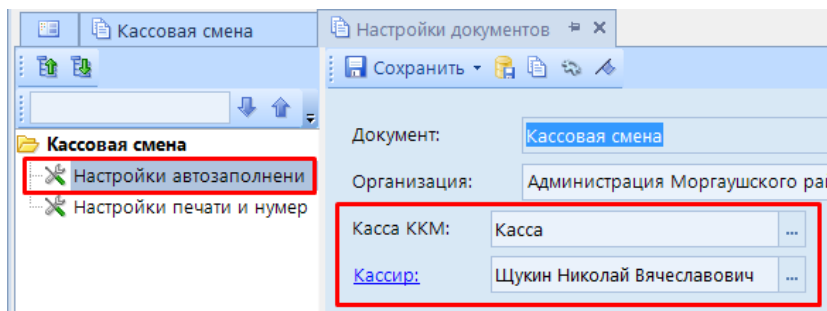 Кассовая смена
Настройки документов
Сохранить
Кассовая смена
Настройки автозаполнени
Настройки печати и нумер
Документ: Кассовая смена
Организация: Администрация Моргаушского ра
Касса ККМ: Касса ...
Кассир: Щукин Николай Вячеславович ...